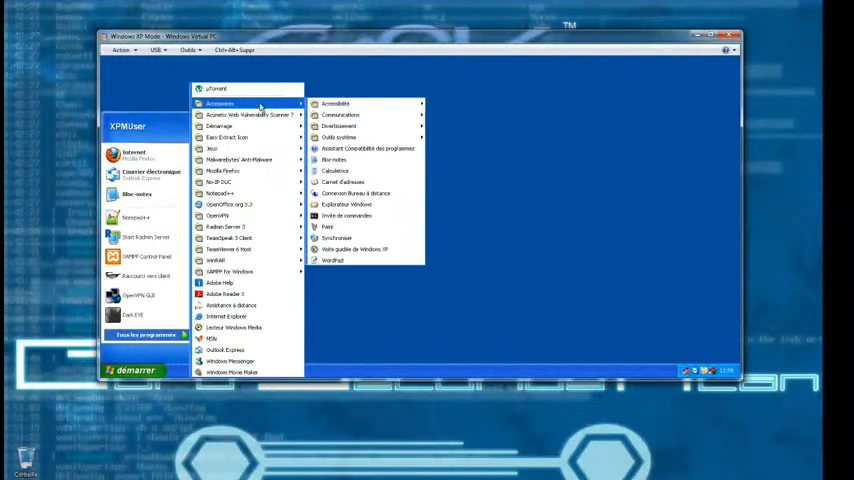 TM
Windows XP Mode - Windows Virtual PC
Action
USB
Outils
Ctrl+Alt+Suppr
XPMUser
Internet
Mozilla Firefox
Courrier électronique
Outlook Express
Bloc-notes
Notepad++
Start Radmin Server
XAMPP Control Panel
Raccourci vers client
OpenVPN GUI
Dark EYE
Tous les programmes
démarrer
µTorrent
Accessoires
Acunetix Web Vulnerability Scanner 7
Démarrage
Easy Extract Icon
Jeux
Malwarebytes' Anti-Malware
Mozilla Firefox
No-IP DUC
Notepad++
OpenOffice.org 3.3
OpenVPN
Radmin Server 3
TeamSpeak 3 Client
TeamViewer 6 Host
WinRAR
XAMPP for Windows
Adobe Help
Adobe Reader X
Assistance à distance
Internet Explorer
Lecteur Windows Media
MSN
Outlook Express
Windows Messenger
Windows Movie Maker
Accessibilité
Communications
Divertissement
Outils système
Assistant Compatibilité des programmes
Bloc-notes
Calculatrice
Carnet d'adresses
Connexion Bureau à distance
Explorateur Windows
Invite de commandes
Paint
Synchroniser
Visite guidée de Windows XP
WordPad
Corbeille